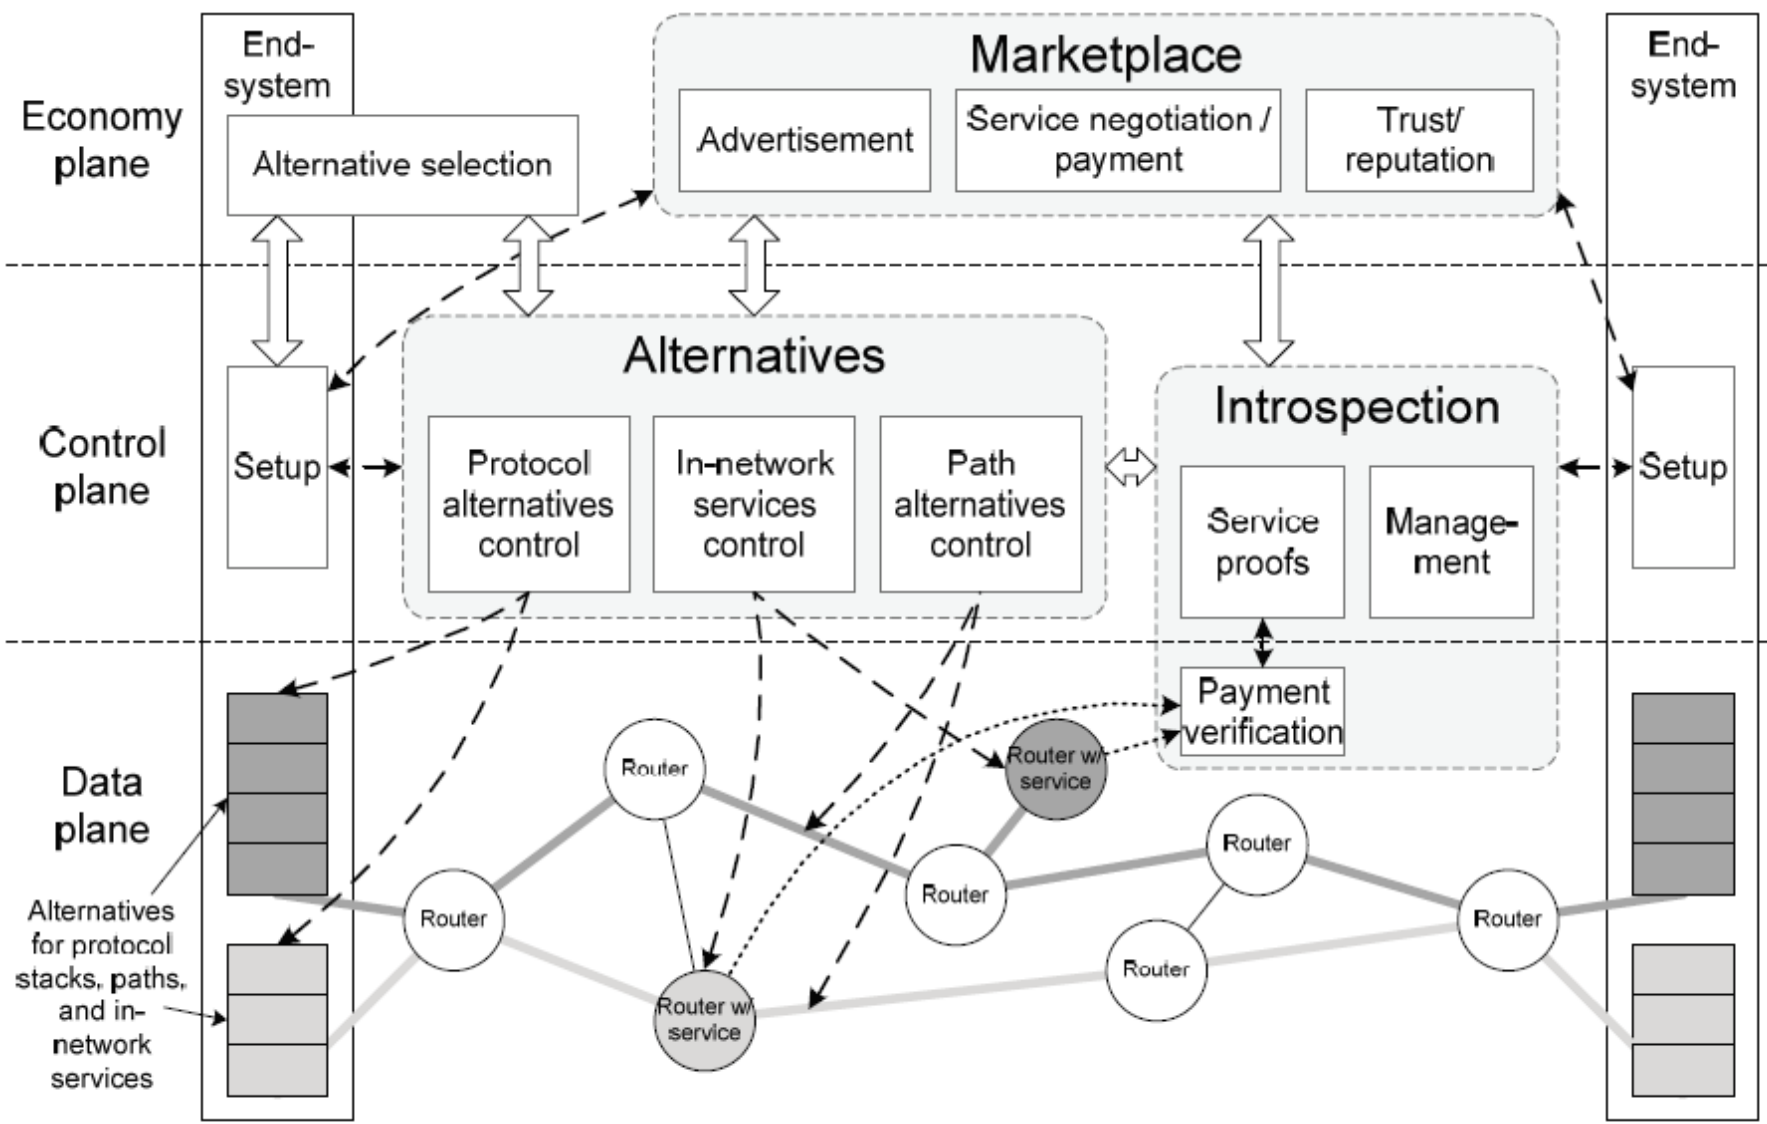 End-
system
Marketplace
End-
system
Economy
plane
Alternative selection
Advertisement
Service negotiation /
payment
Trust/
reputation
Control
plane
Setup
Alternatives
Protocol
alternatives
control
In-network
services
control
Path
alternatives
control
Introspection
Service
proofs
Manage-
ment
Setup
Payment
verification
Data
plane
Router
Router w/
service
Router
Router
Router
Router
Router
Router w/
service
Alternatives
for protocol
stacks, paths,
and in-
network
services